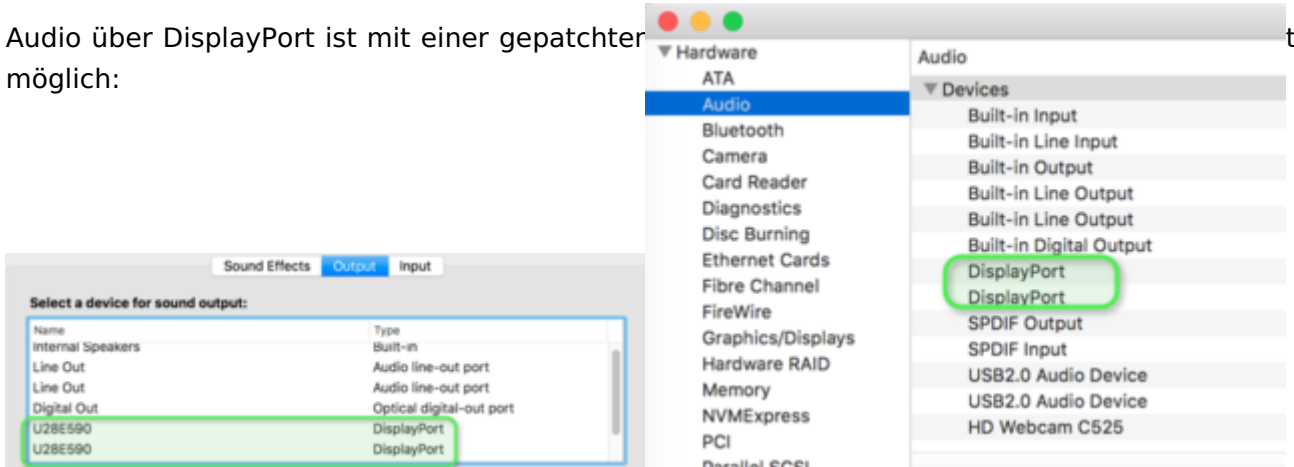 Audio über DisplayPort ist mit einer gepatchten
t
möglich:
Sound Effects Output Input
Select a device for sound output:
Name Type
Internal Speakers Built-in
Line Out Audio line-out port
Line Out Audio line-out port
Digital Out Optical digital-out port
U28E590 DisplayPort
U28E590 DisplayPort
Hardware
ATA
Audio
Bluetooth
Camera
Card Reader
Diagnostics
Disc Burning
Ethernet Cards
Fibre Channel
FireWire
Graphics/Displays
Hardware RAID
Memory
NVMExpress
PCI
Parallel SCSI
Audio
Devices
Built-in Input
Built-in Line Input
Built-in Output
Built-in Line Output
Built-in Line Output
Built-in Digital Output
DisplayPort
DisplayPort
SPDIF Output
SPDIF Input
USB2.0 Audio Device
USB2.0 Audio Device
HD Webcam C525